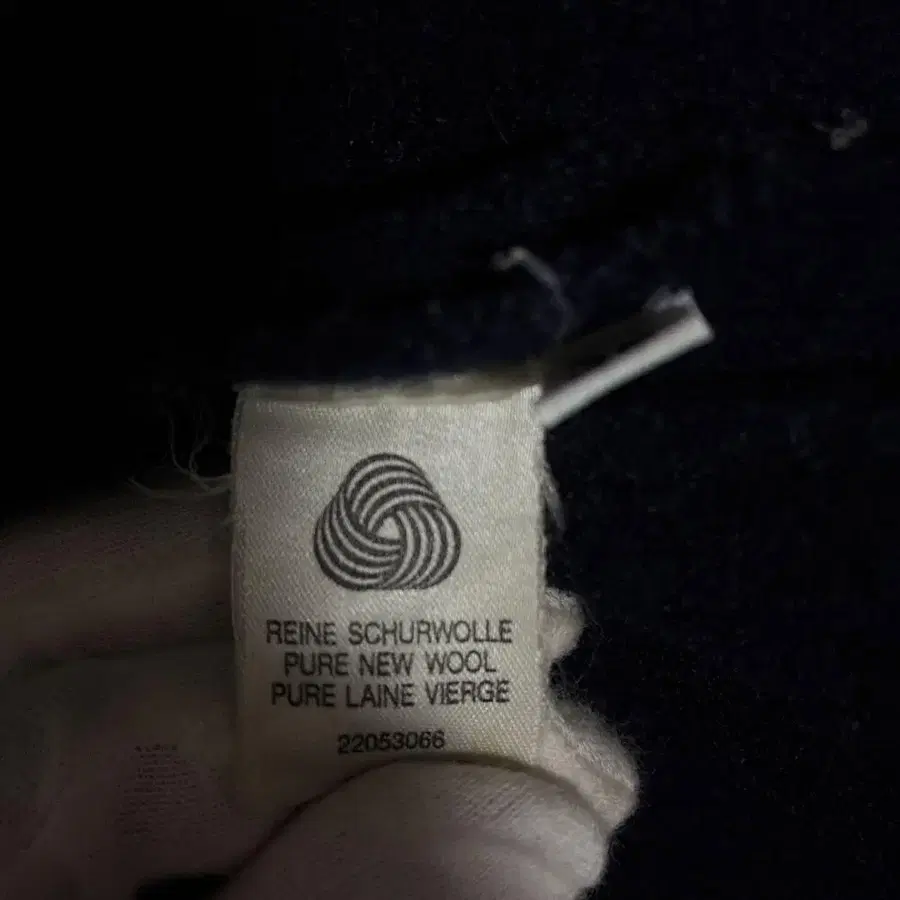 REINE SCHURWOLLE
PURE NEW WOOL
PURE LAINE VIERGE
22053066